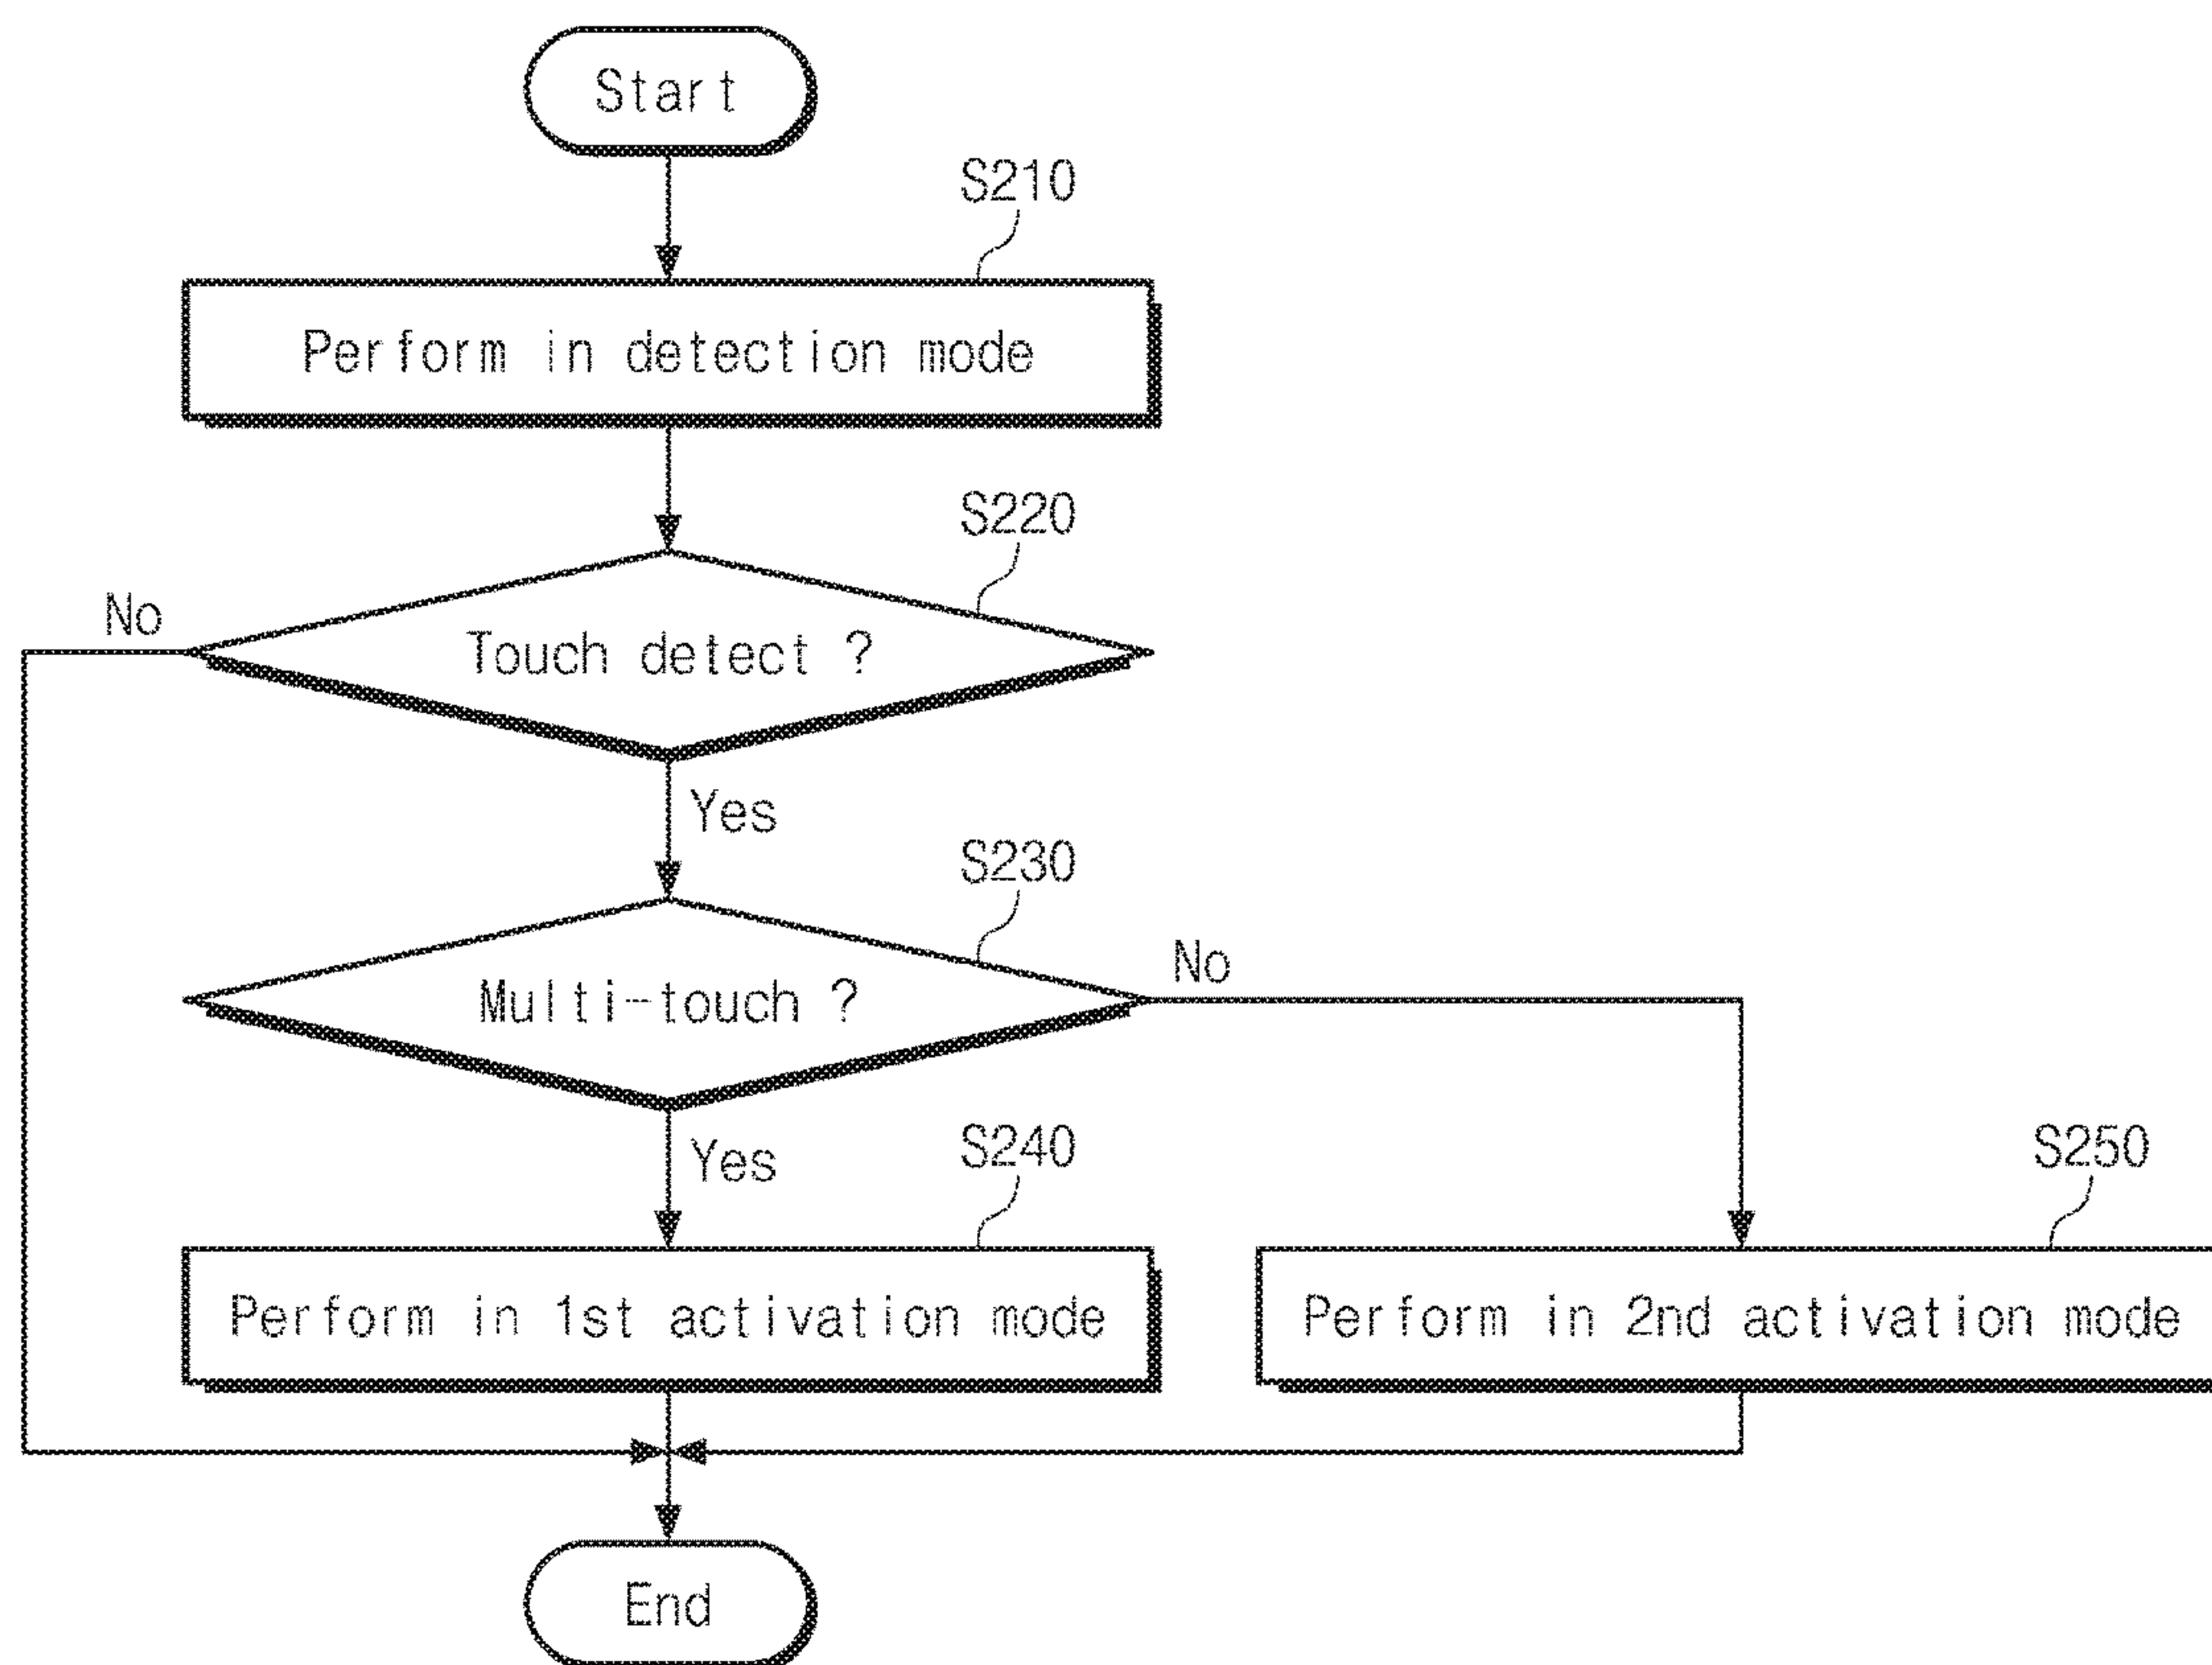 Start
S210
Perform in detection mode
S220
No
Touch detect ?
Yes
S230
No
Multi-touch ?
Yes
S240
S250
Perform in 1st activation mode
Perform in 2nd activation mode
End